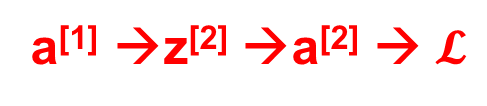 a[1] →z[2] →a[2] → ℒ